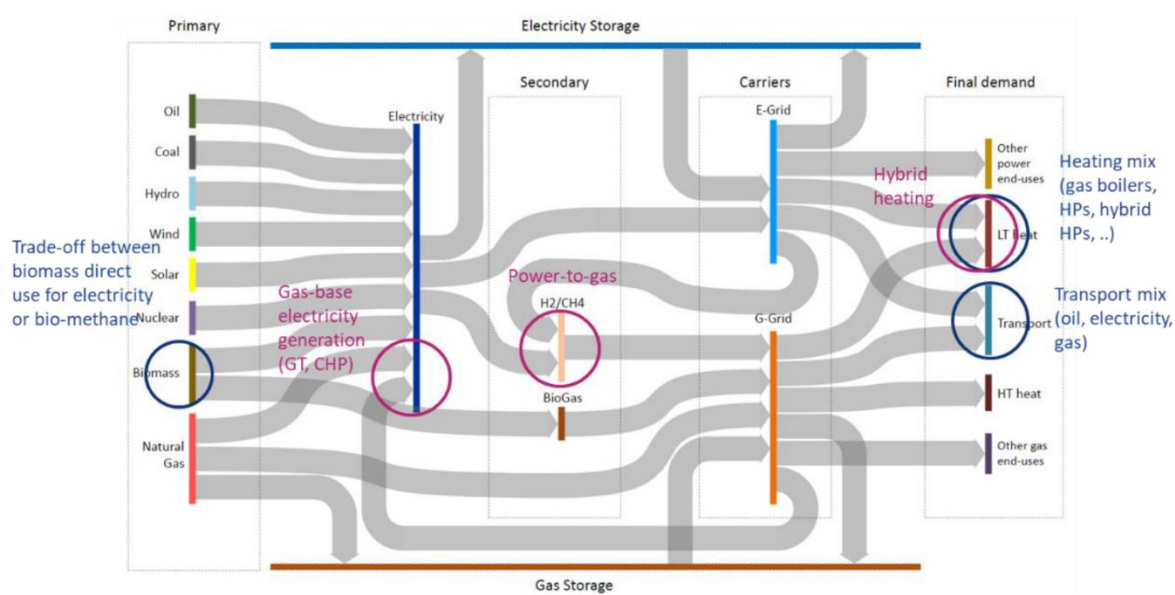 Primary
Electricity Storage
Secondary
Carriers
Final demand
Oil
Coal
Hydro
Wind
Solar
Nuclear
Biomass
Natural
Gas
Trade-off between
biomass direct
use for electricity
or bio-methane
Electricity
Gas-base
electricity
generation
(GT, CHP)
Power-to-gas
H2/CH4
BioGas
E-Grid
G-Grid
Hybrid
heating
Other
power
end-uses
LT heat
Transport
HT heat
Other gas
end-uses
Heating mix
(gas boilers,
HPs, hybrid
HPs, ..)
Transport mix
(oil, electricity,
gas)
Gas Storage